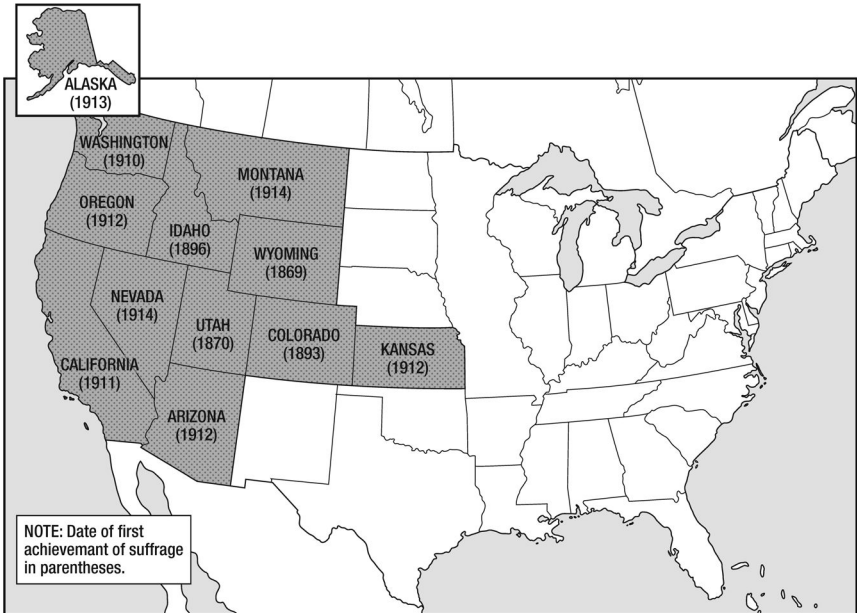 ALASKA
(1913)
WASHINGTON
(1910)
MONTANA
(1914)
OREGON
(1912)
IDAHO
(1896)
WYOMING
(1869)
NEVADA
(1914)
UTAH
(1870)
COLORADO
(1893)
KANSAS
(1912)
CALIFORNIA
(1911)
ARIZONA
(1912)
NOTE: Date of first
achievemant of suffrage
in parentheses.